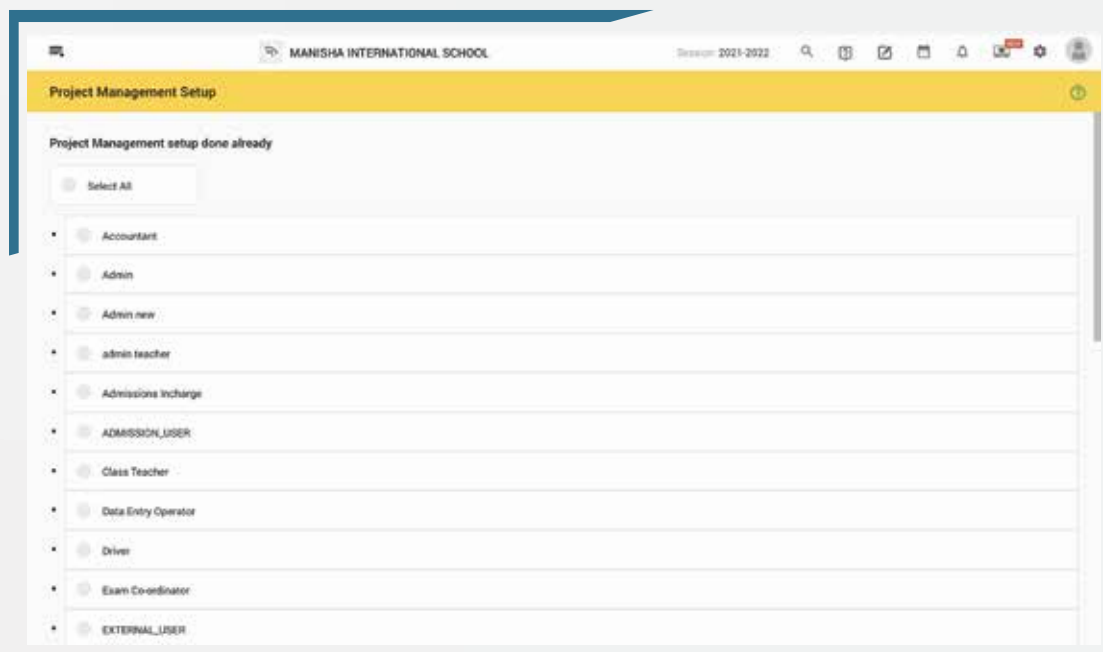 MANISHA INTERNATIONAL SCHOOL Session: 2021-2022
Project Management Setup
Project Management setup done already
Select All
Accountant
Admin
Admin new
admin teacher
Admissions Incharge
ADMISSION_USER
Class Teacher
Data Entry Operator
Driver
Exam Co-ordinator
EXTERNAL_USER